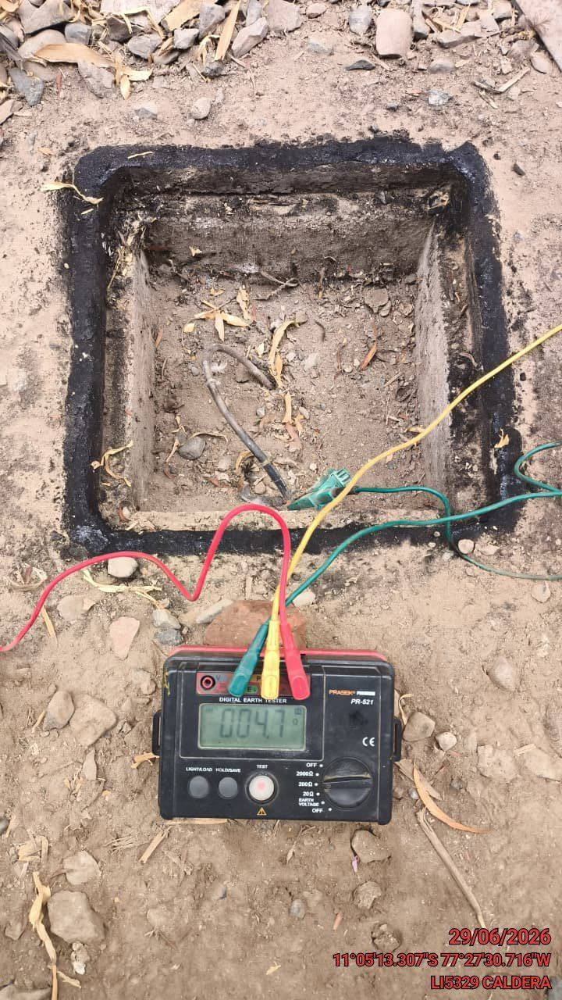 PRASEK
PR-521
DIGITAL EARTH TESTER
004.7 Ω
CE
LIGHT/LOAD HOLD/SAVE TEST
OFF
2000Ω
200Ω
20Ω
EARTH
VOLTAGE
OFF
29/06/2026
11°05'13.307"S 77°27'30.716"W
LI5329 CALDERA